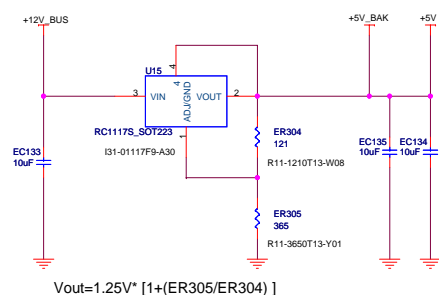 +12V_BUS
+5V_BAK
+5V
U15
4
4
3
VIN
VOUT
2
ADJ/GND
RC1117S_SOT223
1
I31-01117F9-A30
EC133
10uF
ER304
121
R11-1210T13-W08
EC135
10uF
EC134
10uF
ER305
365
R11-3650T13-Y01
Vout=1.25V* [1+(ER305/ER304) ]